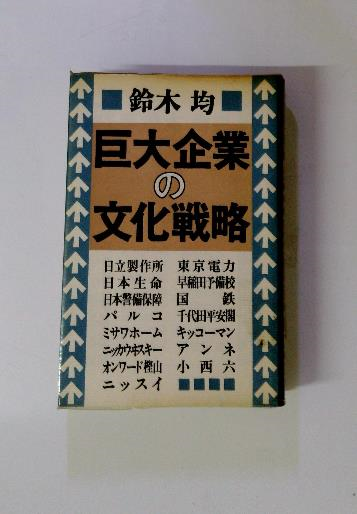 鈴木 均
巨大企業
の
文化戦略
日立製作所 東京電力
日本生命 早稲田予備校
日本警備保障 国鉄
パルコ 千代田平安閣
ミサワホーム キッコーマン
ニッカウヰスキー アンネ
オンワード樫山 小西六
ニッスイ